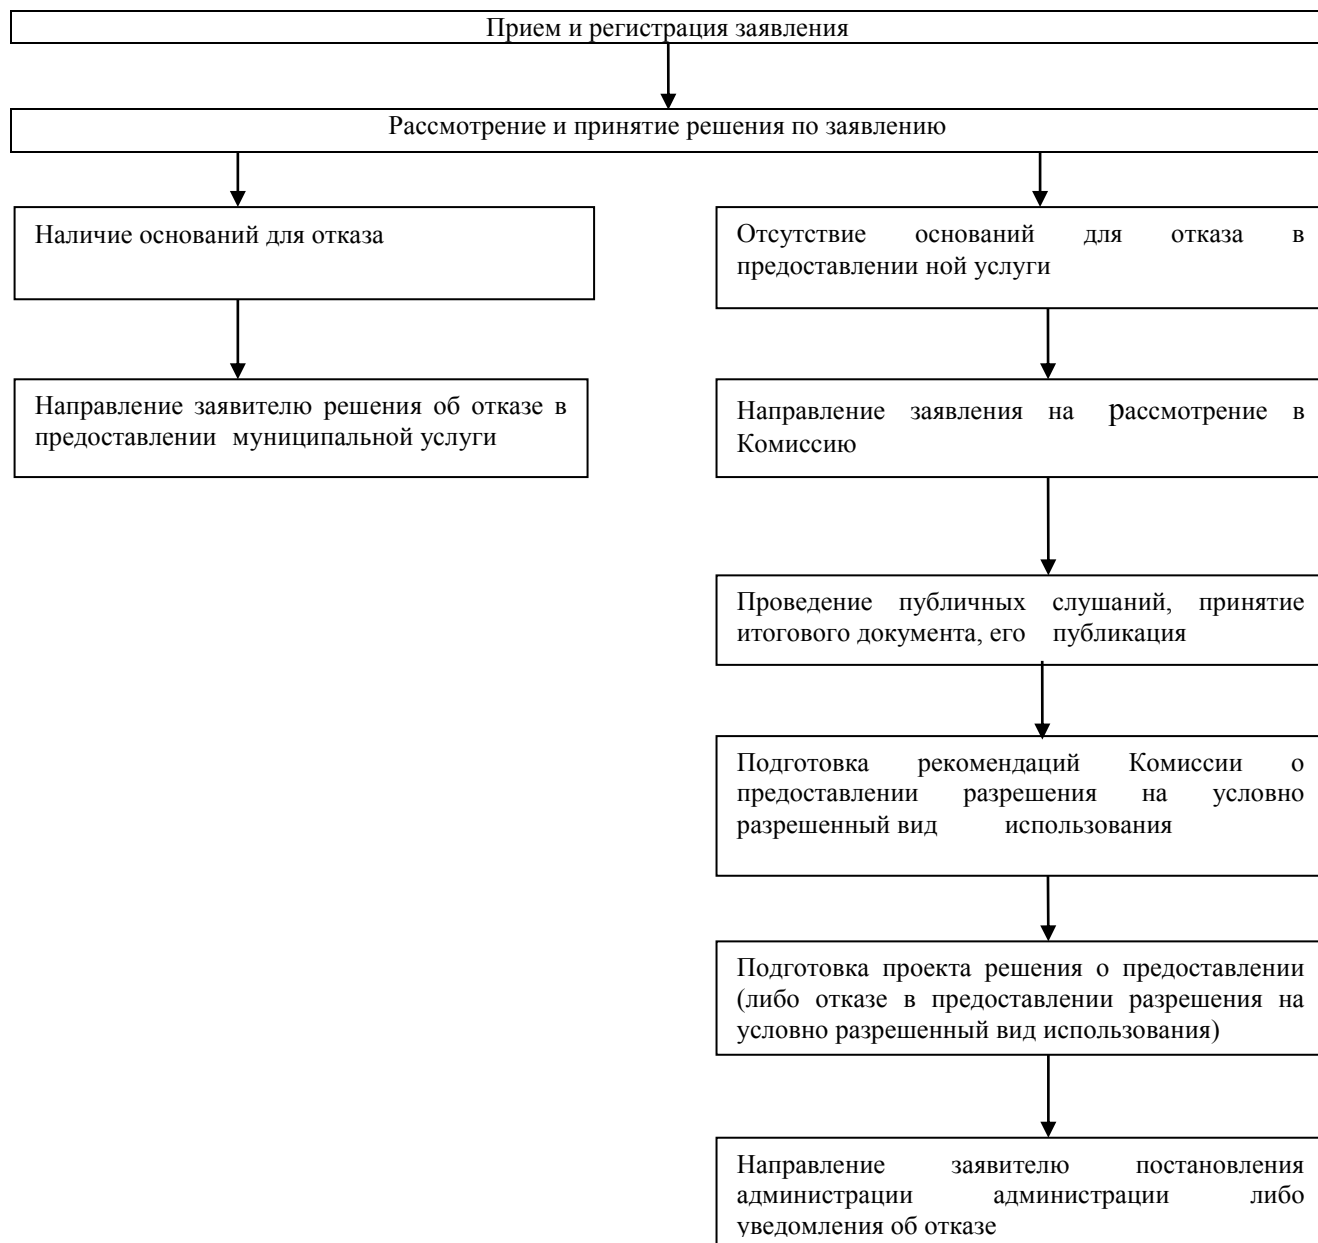 Прием и регистрация заявления
Рассмотрение и принятие решения по заявлению
Наличие оснований для отказа
Отсутствие оснований для отказа в
предоставлении ной услуги
Направление заявителю решения об отказе в
предоставлении муниципальной услуги
Направление заявления на рассмотрение в
Комиссию
Проведение публичных слушаний, принятие
итогового документа, его публикация
Подготовка рекомендаций Комиссии о
предоставлении разрешения на условно
разрешенный вид использования
Подготовка проекта решения о предоставлении
(либо отказе в предоставлении разрешения на
условно разрешенный вид использования)
Направление заявителю постановления
администрации администрации либо
уведомления об отказе